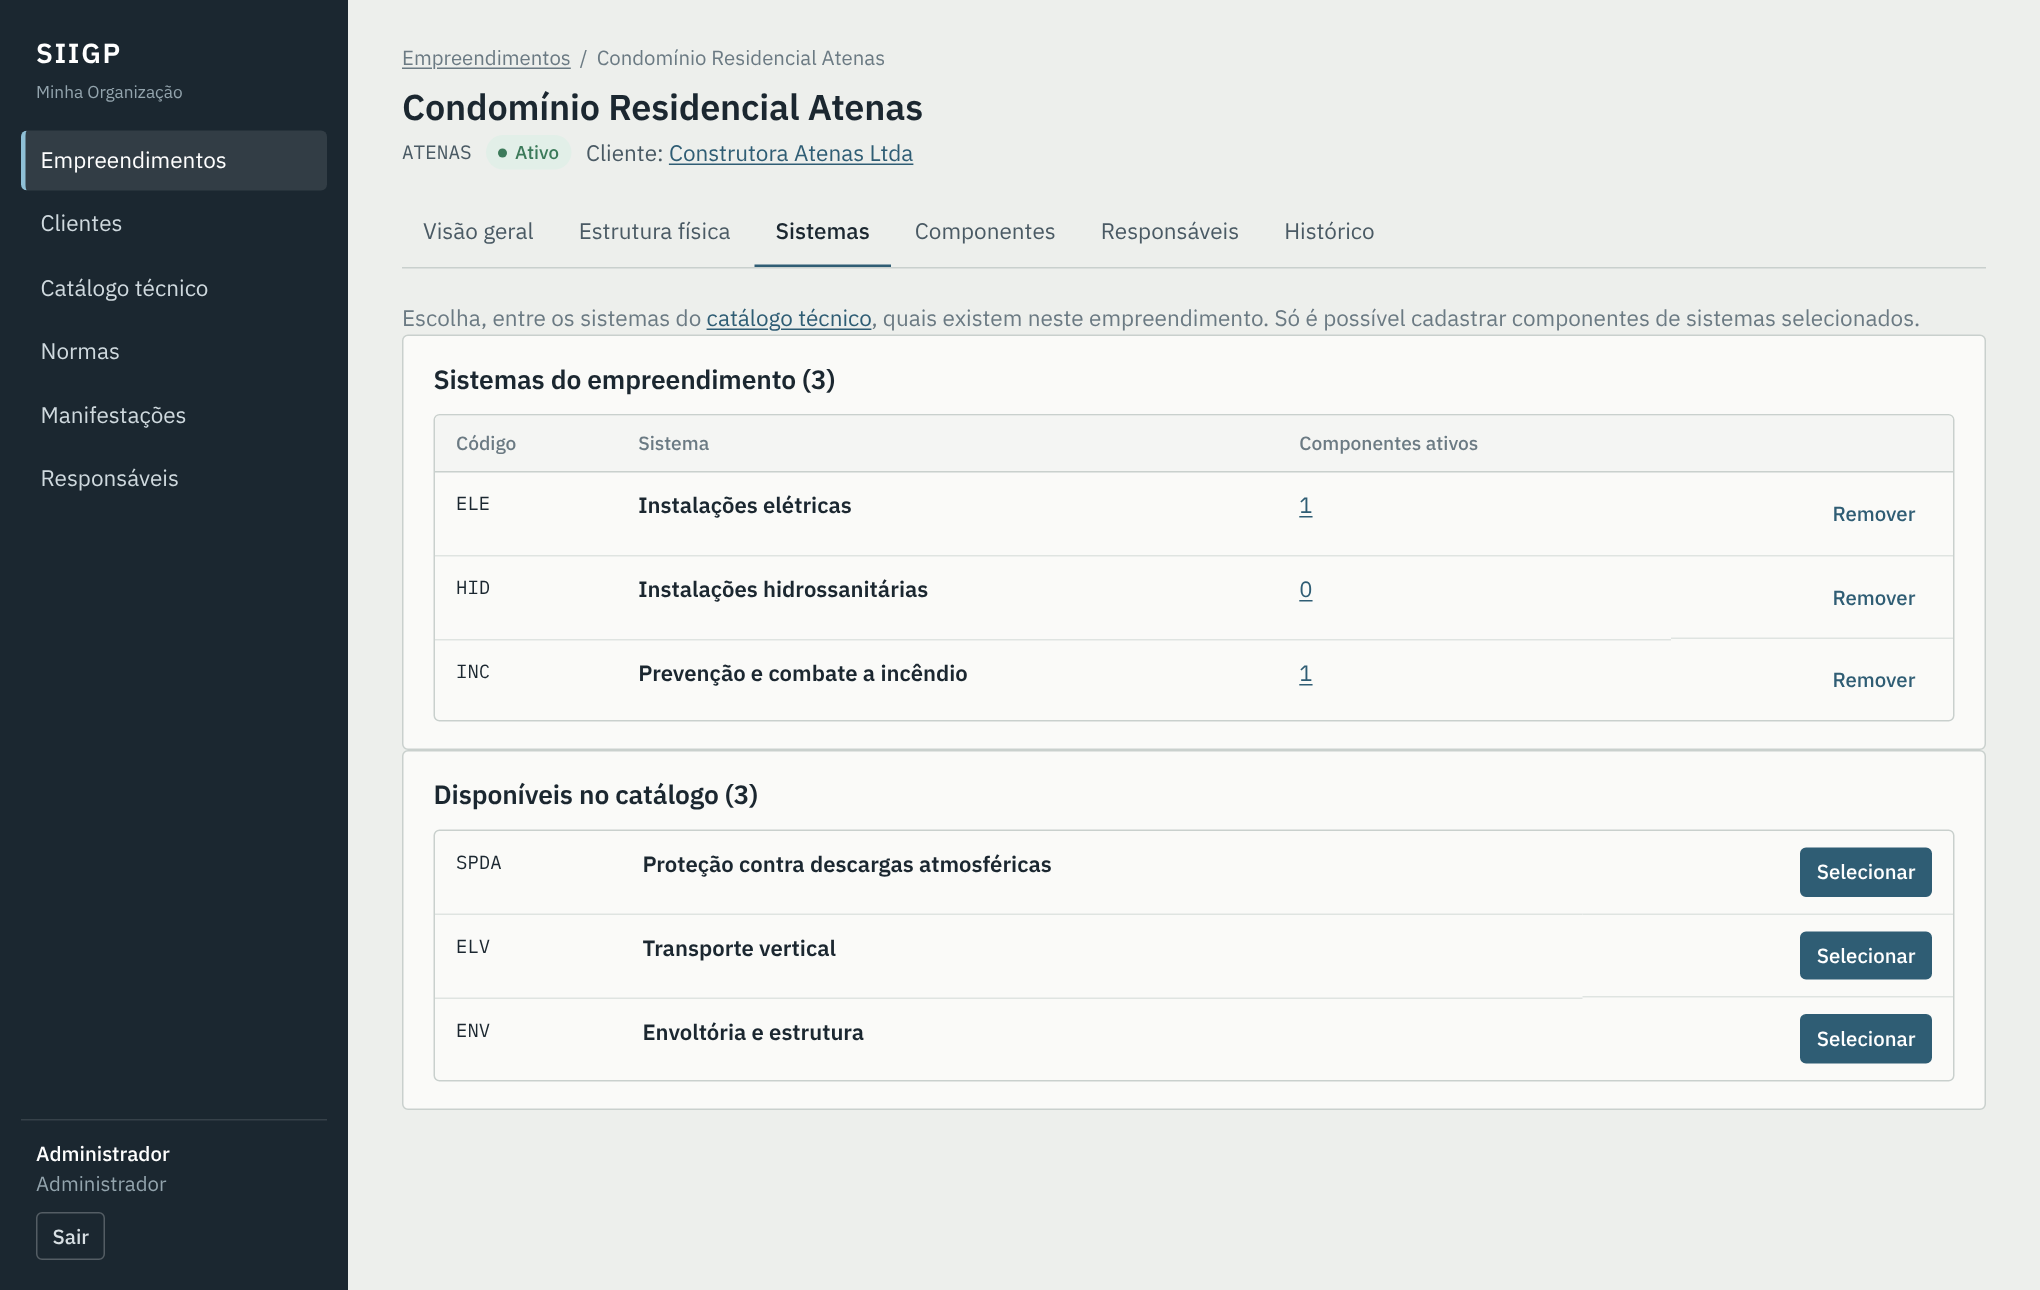 SIIGP
Minha Organização
Empreendimentos
Clientes
Catálogo técnico
Normas
Manifestações
Responsáveis
Administrador
Administrador
Sair
Empreendimentos / Condomínio Residencial Atenas
Condomínio Residencial Atenas
ATENAS Ativo Cliente: Construtora Atenas Ltda
Visão geral Estrutura física Sistemas Componentes Responsáveis Histórico
Escolha, entre os sistemas do catálogo técnico, quais existem neste empreendimento. Só é possível cadastrar componentes de sistemas selecionados.
Sistemas do empreendimento (3)
Código Sistema Componentes ativos
ELE Instalações elétricas 1 Remover
HID Instalações hidrossanitárias 0 Remover
INC Prevenção e combate a incêndio 1 Remover
Disponíveis no catálogo (3)
SPDA Proteção contra descargas atmosféricas Selecionar
ELV Transporte vertical Selecionar
ENV Envoltória e estrutura Selecionar